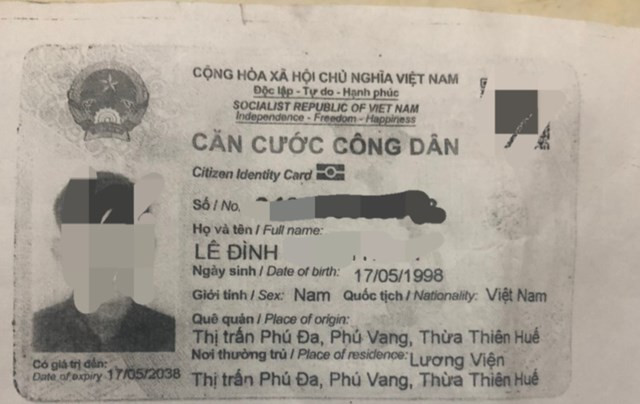 CỘNG HÒA XÃ HỘI CHỦ NGHĨA VIỆT NAM
Độc lập - Tự do - Hạnh phúc
SOCIALIST REPUBLIC OF VIET NAM
Independence - Freedom - Happiness
CĂN CƯỚC CÔNG DÂN
Citizen Identity Card
Số / No.
Họ và tên / Full name:
LÊ ĐÌNH
Ngày sinh / Date of birth: 17/05/1998
Giới tính / Sex: Nam Quốc tịch / Nationality: Việt Nam
Quê quán / Place of origin:
Thị trấn Phú Đa, Phú Vang, Thừa Thiên Huế
Nơi thường trú / Place of residence: Lương Viện
Thị trấn Phú Đa, Phú Vang, Thừa Thiên Huế
Có giá trị đến:
Date of expiry 17/05/2038